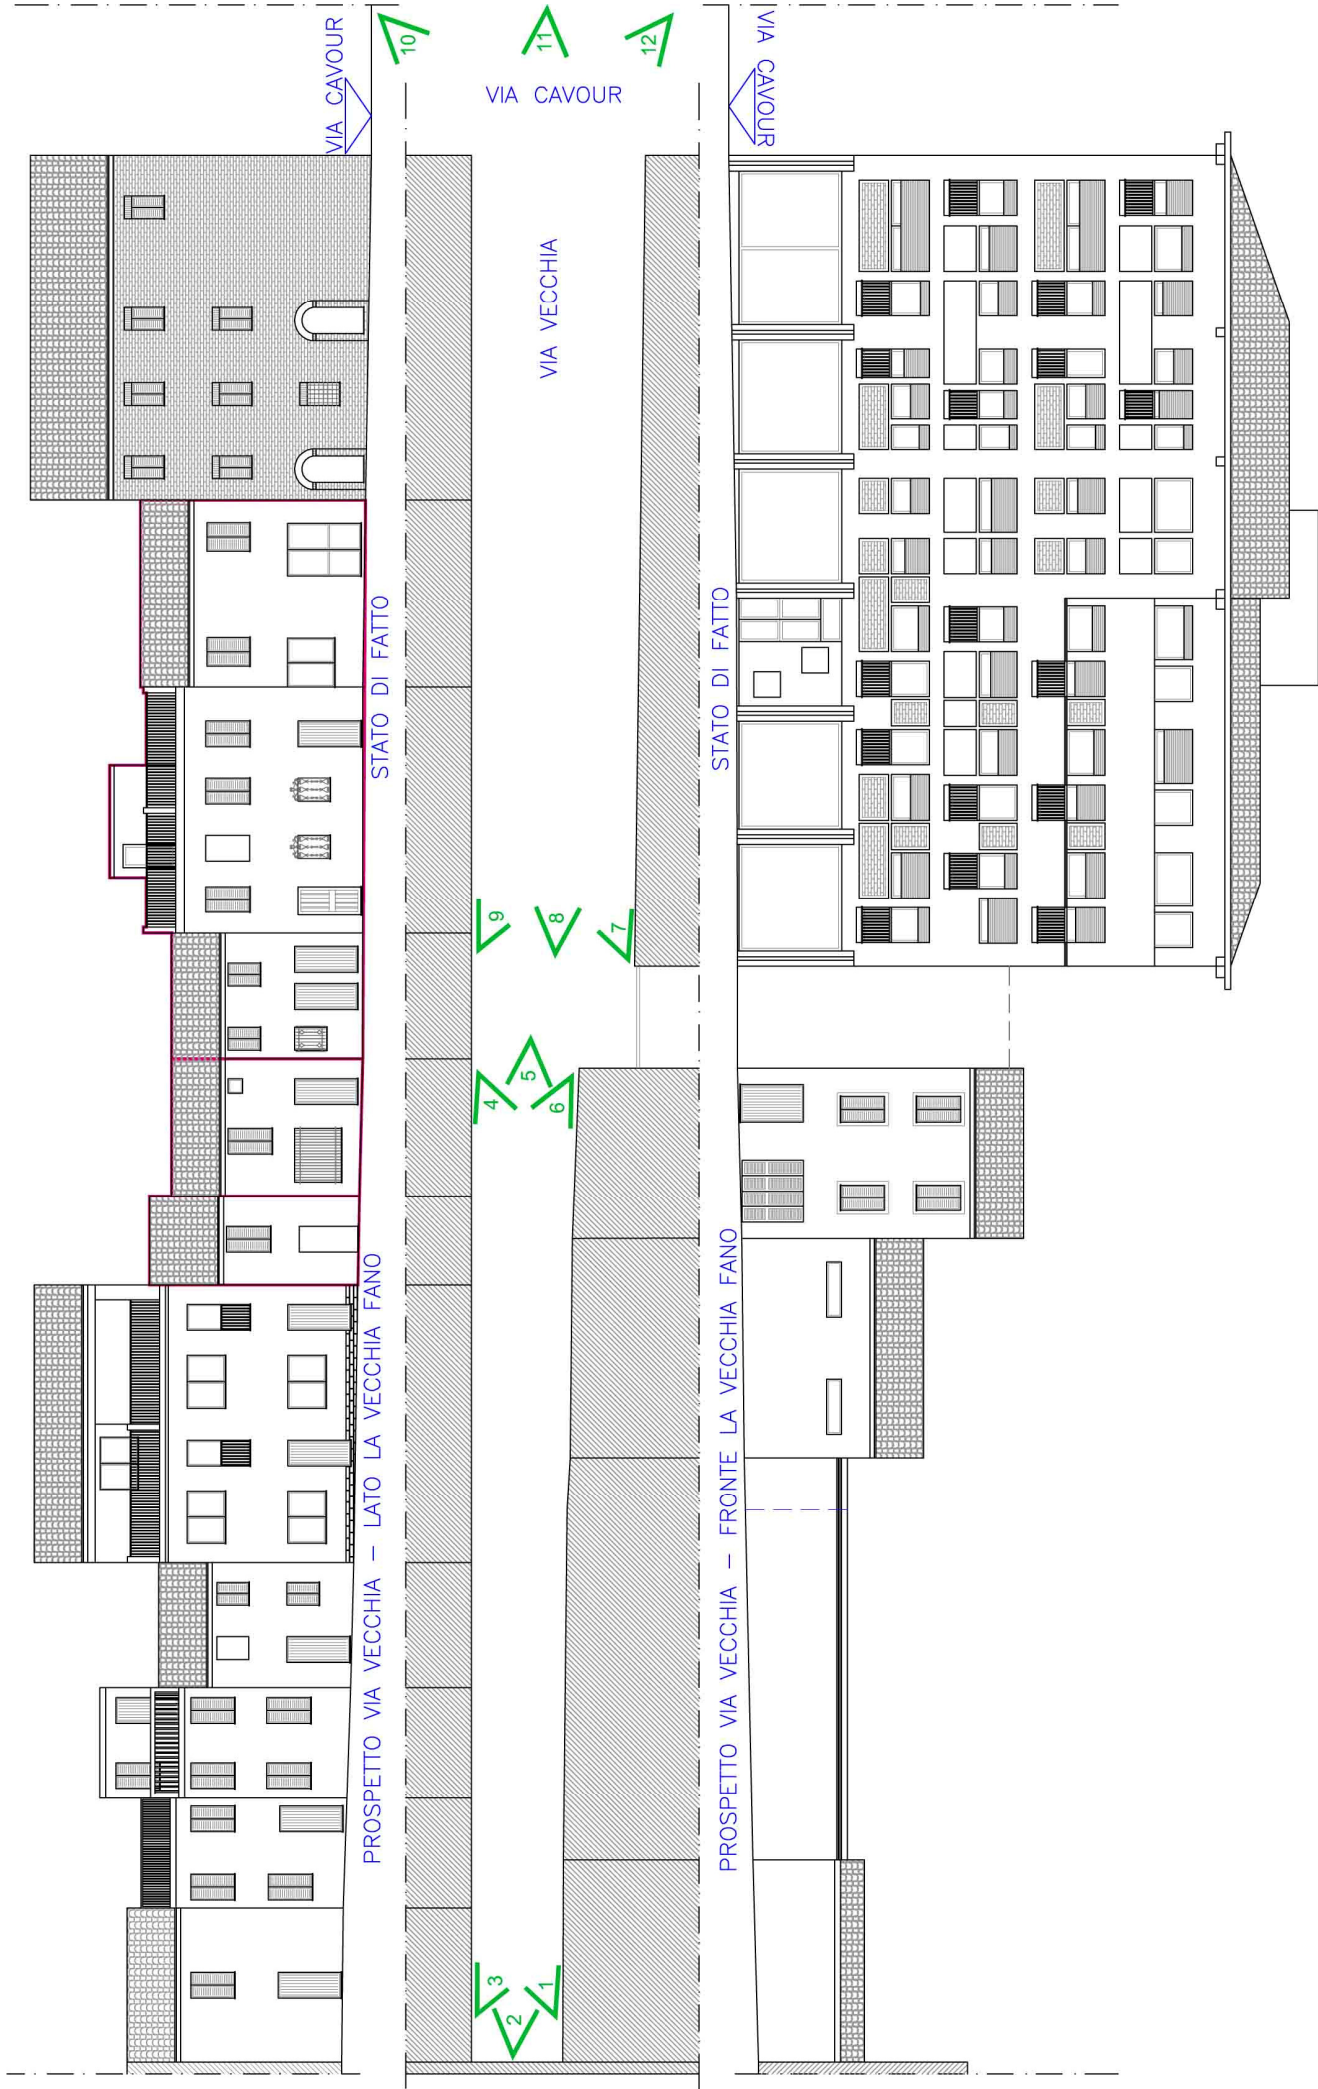 VIA CAVOUR
10
11
12
VIA CAVOUR
VIA CAVOUR
VIA VECCHIA
STATO DI FATTO
STATO DI FATTO
9
8
7
4
5
6
PROSPETTO VIA VECCHIA – LATO LA VECCHIA FANO
PROSPETTO VIA VECCHIA – FRONTE LA VECCHIA FANO
3
2
1